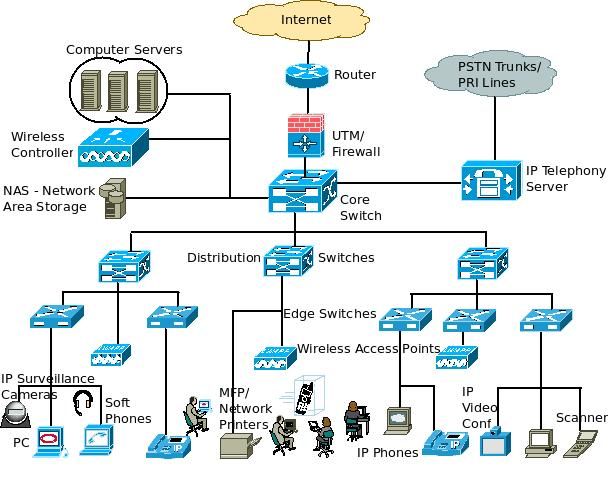 Internet
Computer Servers
Router
PSTN Trunks/
PRI Lines
Wireless
Controller
UTM/
Firewall
IP Telephony
Server
NAS - Network
Area Storage
Core
Switch
Distribution
Switches
Edge Switches
Wireless Access Points
IP Surveillance
Cameras
Soft
Phones
MFP/
Network
Printers
IP
Video
Conf
Scanner
PC
IP Phones
IP
IP